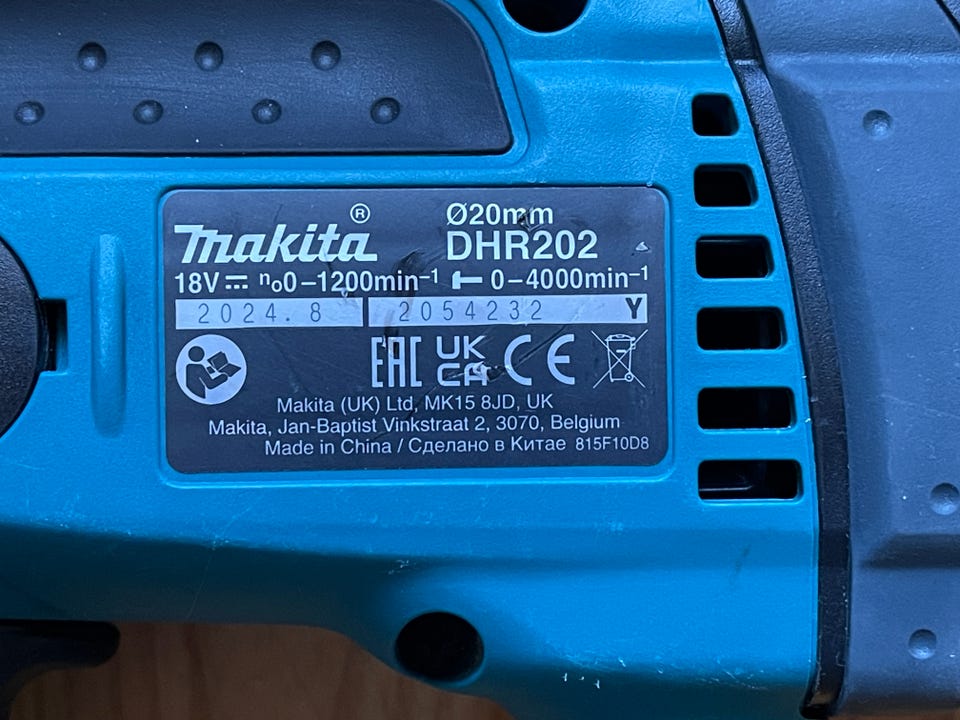 Makita®
Ø20mm
DHR202
18V ⎓ n₀0–1200min⁻¹ 0–4000min⁻¹
2024.8 2054232 Y
EAC UK CA CE
Makita (UK) Ltd, MK15 8JD, UK
Makita, Jan-Baptist Vinkstraat 2, 3070, Belgium
Made in China / Сделано в Китае 815F10D8